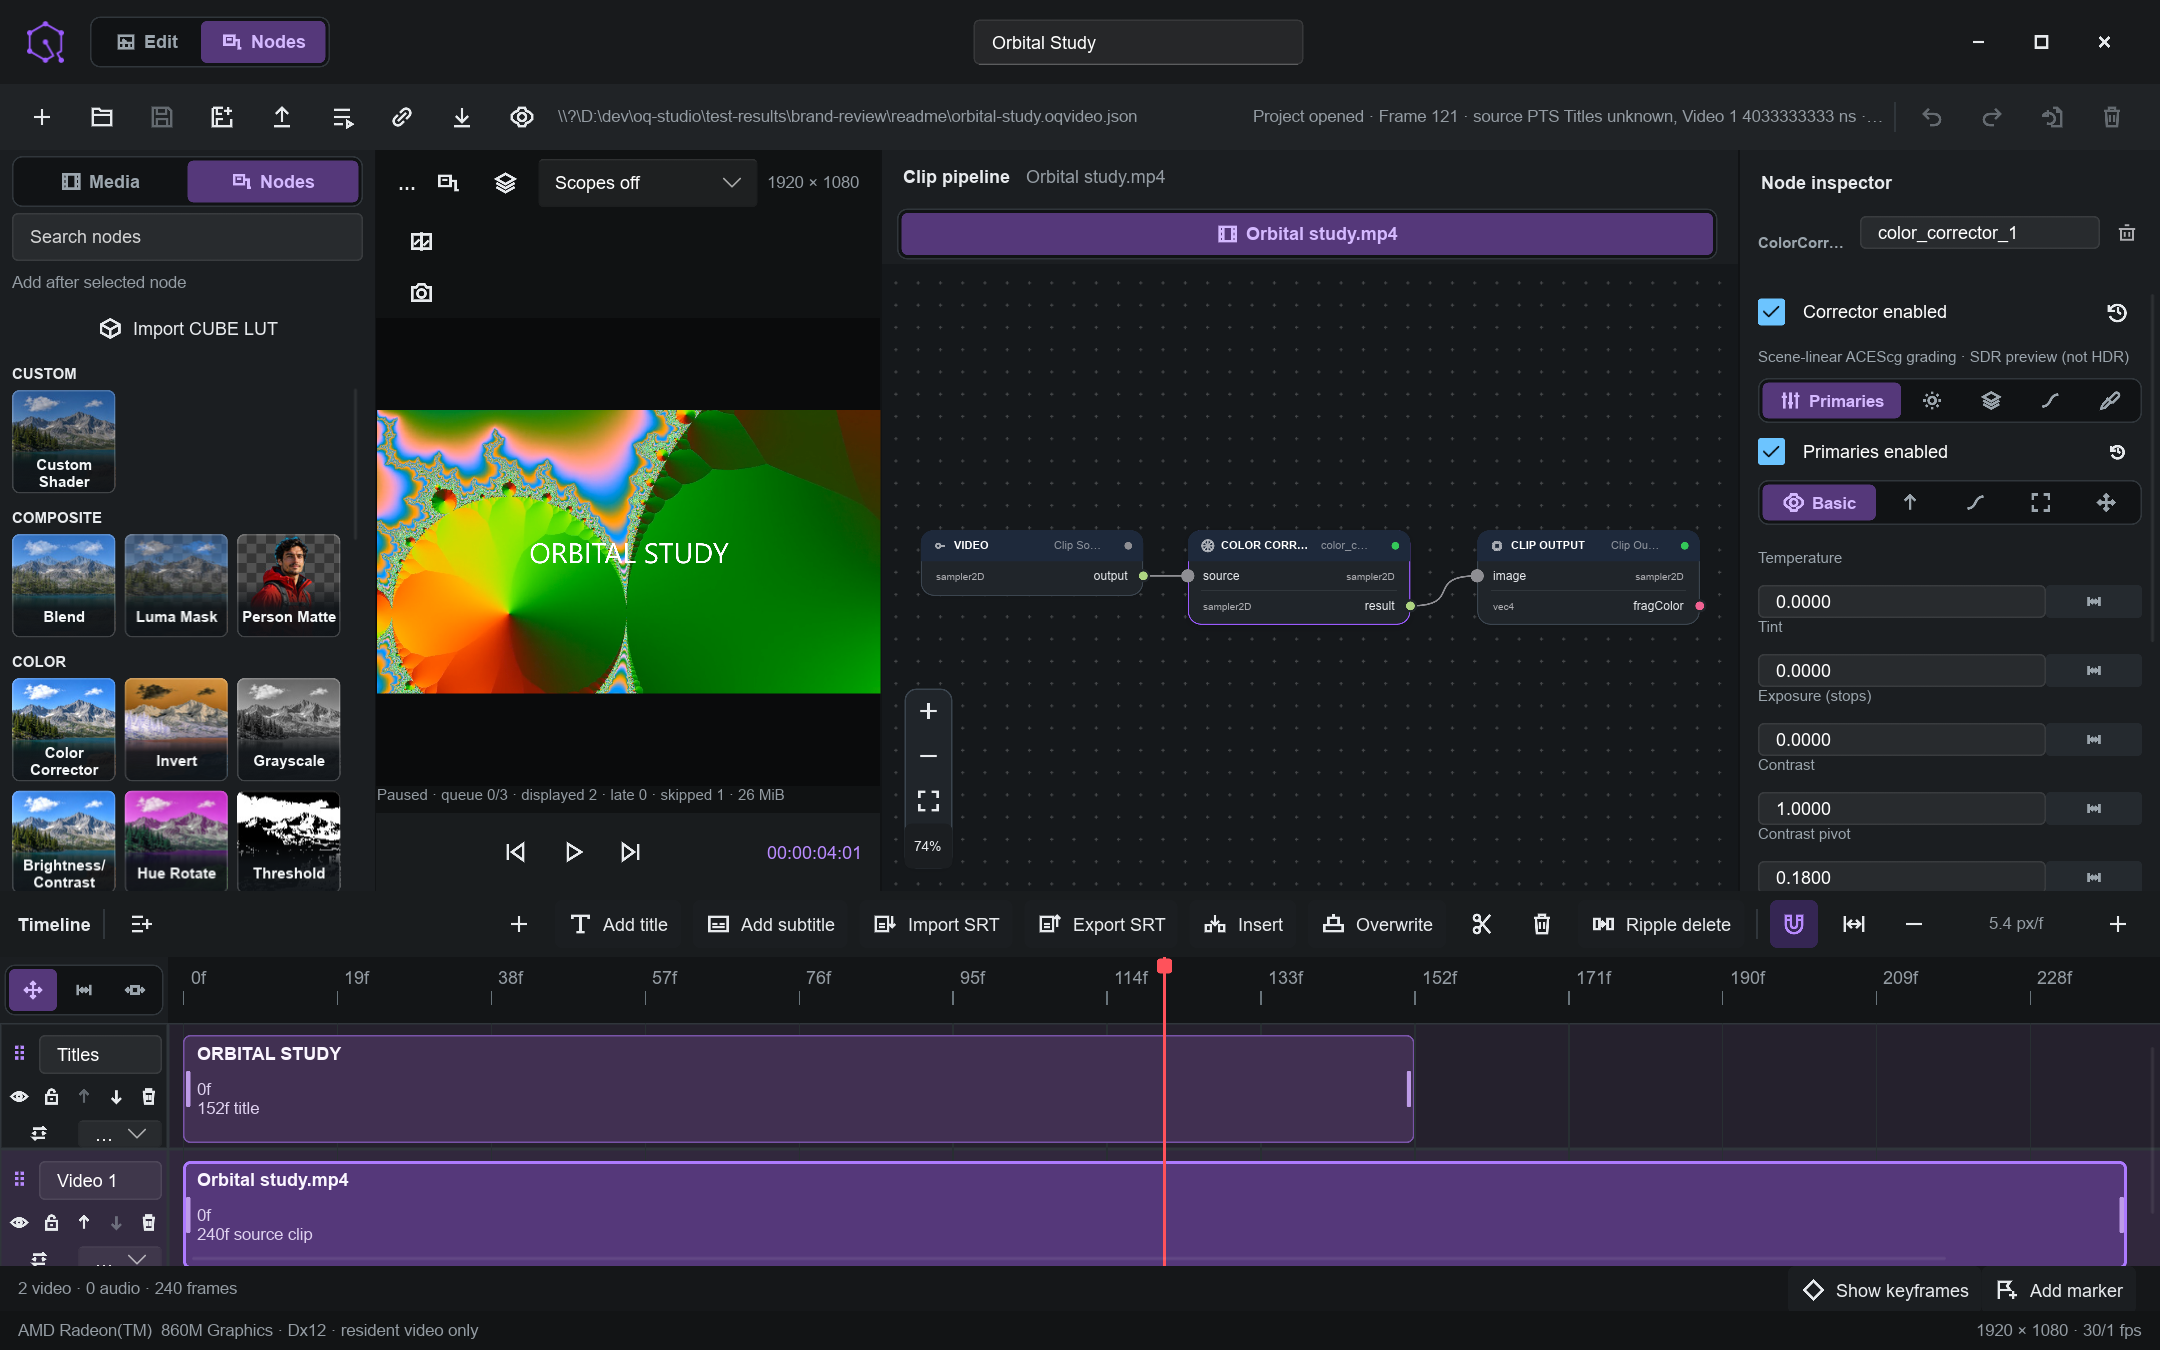 Edit
Nodes
Orbital Study
\\?\D:\dev\oq-studio\test-results\brand-review\readme\orbital-study.oqvideo.json
Project opened · Frame 121 · source PTS Titles unknown, Video 1 4033333333 ns ·...
Media
Nodes
Search nodes
Add after selected node
Import CUBE LUT
CUSTOM
Custom
Shader
COMPOSITE
Blend
Luma Mask
Person Matte
COLOR
Color
Corrector
Invert
Grayscale
Brightness/
Contrast
Hue Rotate
Threshold
...
Scopes off
1920 × 1080
ORBITAL STUDY
Paused · queue 0/3 · displayed 2 · late 0 · skipped 1 · 26 MiB
00:00:04:01
Clip pipeline
Orbital study.mp4
Orbital study.mp4
VIDEO
Clip So...
sampler2D
output
COLOR CORR...
color_c...
source
sampler2D
sampler2D
result
CLIP OUTPUT
Clip Ou...
image
sampler2D
vec4
fragColor
74%
Node inspector
ColorCorr...
color_corrector_1
Corrector enabled
Scene-linear ACEScg grading · SDR preview (not HDR)
Primaries
Primaries enabled
Basic
Temperature
0.0000
Tint
0.0000
Exposure (stops)
0.0000
Contrast
1.0000
Contrast pivot
0.1800
Timeline
Add title
Add subtitle
Import SRT
Export SRT
Insert
Overwrite
Ripple delete
5.4 px/f
0f
19f
38f
57f
76f
95f
114f
133f
152f
171f
190f
209f
228f
Titles
...
ORBITAL STUDY
0f
152f title
Video 1
...
Orbital study.mp4
0f
240f source clip
2 video · 0 audio · 240 frames
Show keyframes
Add marker
AMD Radeon(TM) 860M Graphics · Dx12 · resident video only
1920 × 1080 · 30/1 fps